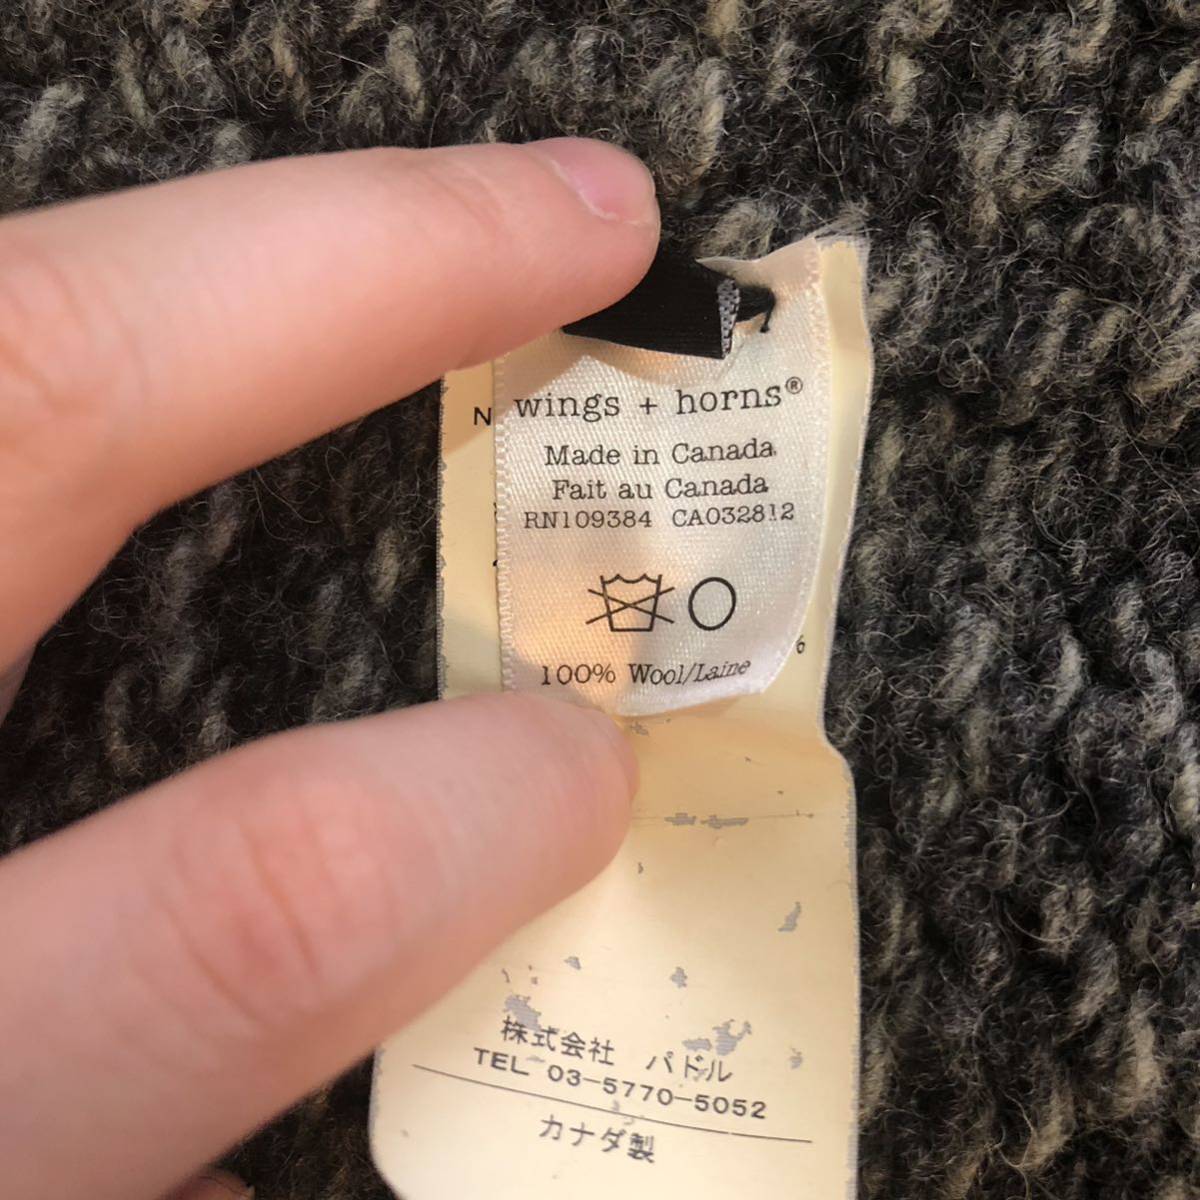 N
wings + horns®
Made in Canada
Fait au Canada
RN109384 CA032812
100% Wool/Laine
6
株式会社 パドル
TEL 03-5770-5052
カナダ製